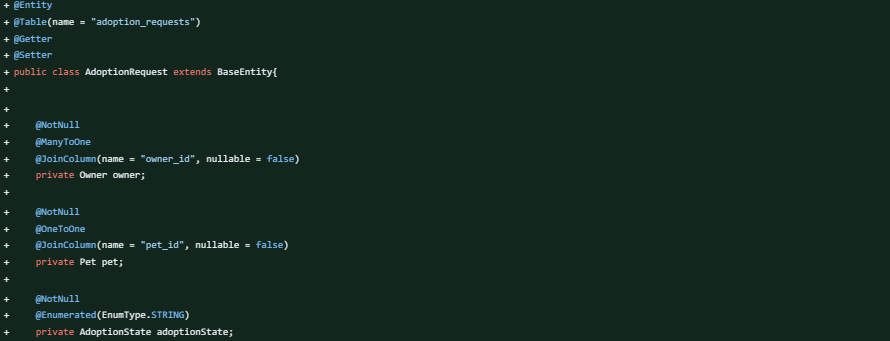 + @Entity
+ @Table(name = "adoption_requests")
+ @Getter
+ @Setter
+ public class AdoptionRequest extends BaseEntity{
+
+
+     @NotNull
+     @ManyToOne
+     @JoinColumn(name = "owner_id", nullable = false)
+     private Owner owner;
+
+     @NotNull
+     @OneToOne
+     @JoinColumn(name = "pet_id", nullable = false)
+     private Pet pet;
+
+     @NotNull
+     @Enumerated(EnumType.STRING)
+     private AdoptionState adoptionState;